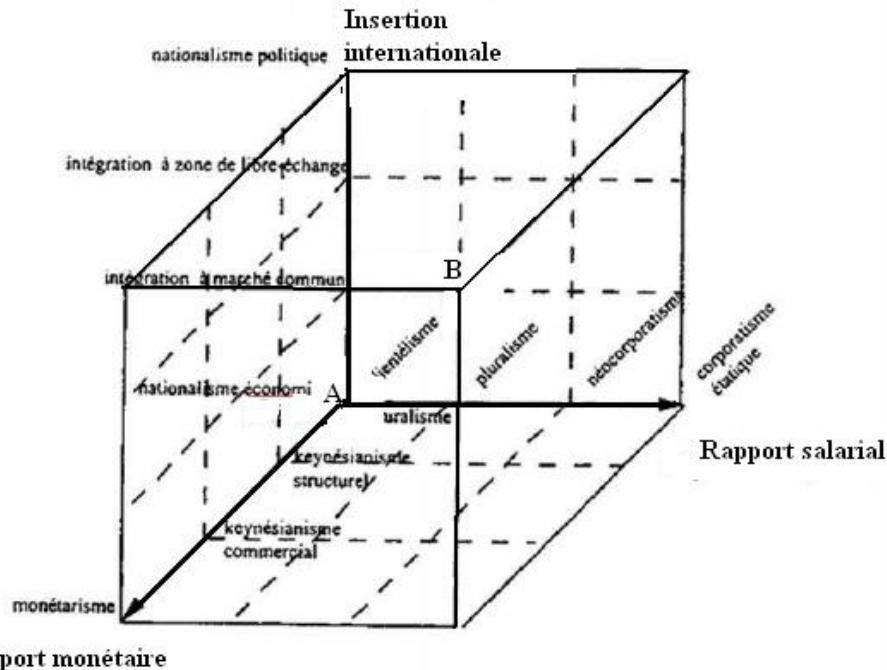 Insertion
internationale
nationalisme politique
intégration à zone de libre échange
intégration à marché commun
B
nationalisme économi
A
'ientélisme
pluralisme
néocorporatisme
corporatisme
étatique
uralisme
Rapport salarial
keynésianisme
structurel
keynésianisme
commercial
monétarisme
port monétaire